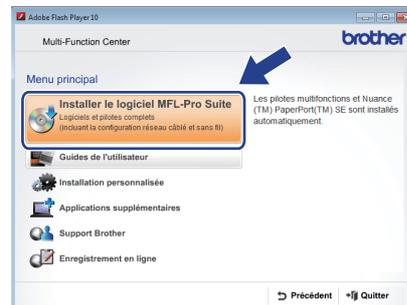 Adobe Flash Player 10
Multi-Function Center
brother
Menu principal
Installer le logiciel MFL-Pro Suite
Logiciels et pilotes complets
(incluant la configuration réseau câblé et sans fil)
Les pilotes multifonctions et Nuance
(TM) PaperPort(TM) SE sont installés
automatiquement.
Guides de l'utilisateur
Installation personnalisée
Applications supplémentaires
Support Brother
Enregistrement en ligne
Précédent
Quitter